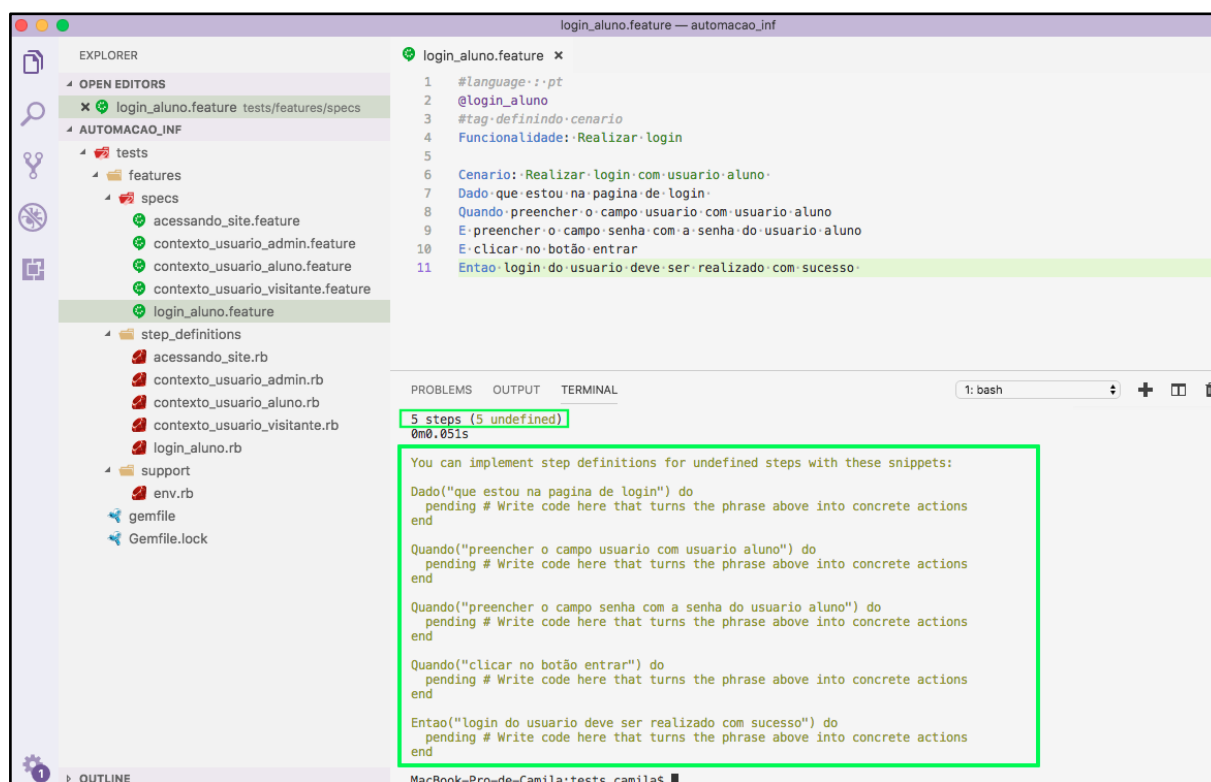 login_aluno.feature — automacao_inf
EXPLORER
OPEN EDITORS
login_aluno.feature tests/features/specs
AUTOMACAO_INF
tests
features
specs
acessando_site.feature
contexto_usuario_admin.feature
contexto_usuario_aluno.feature
contexto_usuario_visitante.feature
login_aluno.feature
step_definitions
acessando_site.rb
contexto_usuario_admin.rb
contexto_usuario_aluno.rb
contexto_usuario_visitante.rb
login_aluno.rb
support
env.rb
gemfile
Gemfile.lock
OUTLINE
1
login_aluno.feature ×
1 #language·:·pt
2 @login_aluno
3 #tag·definindo·cenario
4 Funcionalidade:·Realizar·login
5
6 Cenario:·Realizar·login·com·usuario·aluno·
7 Dado·que·estou·na·pagina·de·login·
8 Quando·preencher·o·campo·usuario·com·usuario·aluno
9 E·preencher·o·campo·senha·com·a·senha·do·usuario·aluno
10 E·clicar·no·botão·entrar
11 Entao·login·do·usuario·deve·ser·realizado·com·sucesso·
PROBLEMS OUTPUT TERMINAL 1: bash
5 steps (5 undefined)
0m0.051s
You can implement step definitions for undefined steps with these snippets:
Dado("que estou na pagina de login") do
pending # Write code here that turns the phrase above into concrete actions
end
Quando("preencher o campo usuario com usuario aluno") do
pending # Write code here that turns the phrase above into concrete actions
end
Quando("preencher o campo senha com a senha do usuario aluno") do
pending # Write code here that turns the phrase above into concrete actions
end
Quando("clicar no botão entrar") do
pending # Write code here that turns the phrase above into concrete actions
end
Entao("login do usuario deve ser realizado com sucesso") do
pending # Write code here that turns the phrase above into concrete actions
end
MacBook-Pro-de-Camila:tests camila$